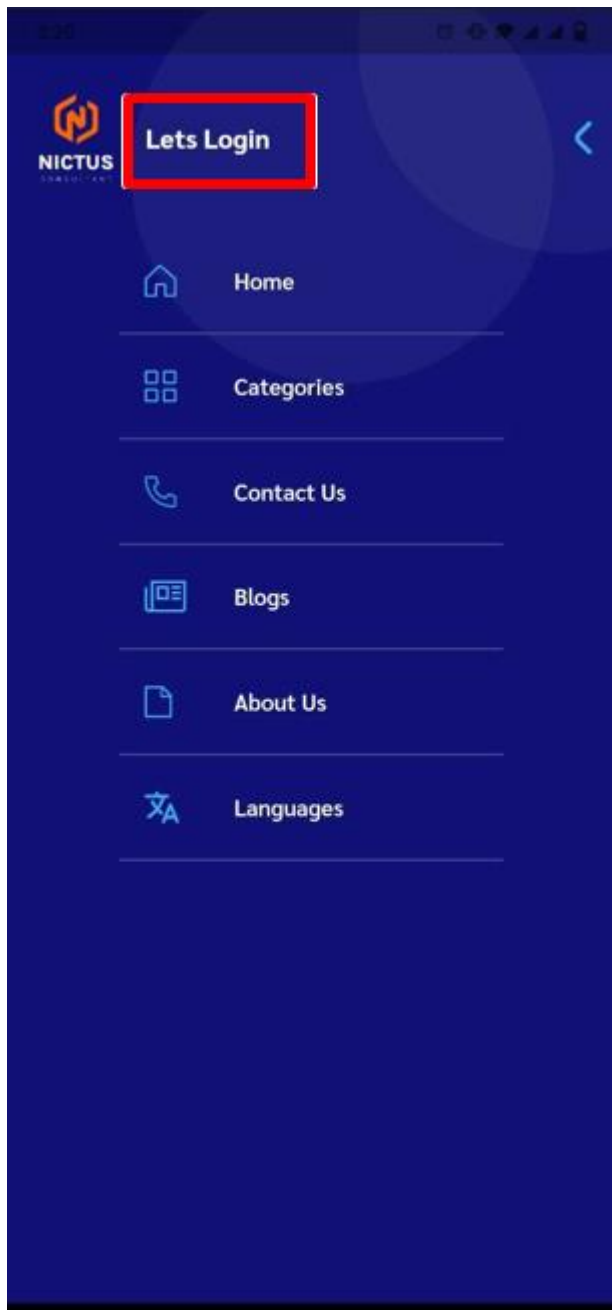 Lets Login
NICTUS
Home
Categories
Contact Us
Blogs
About Us
Languages